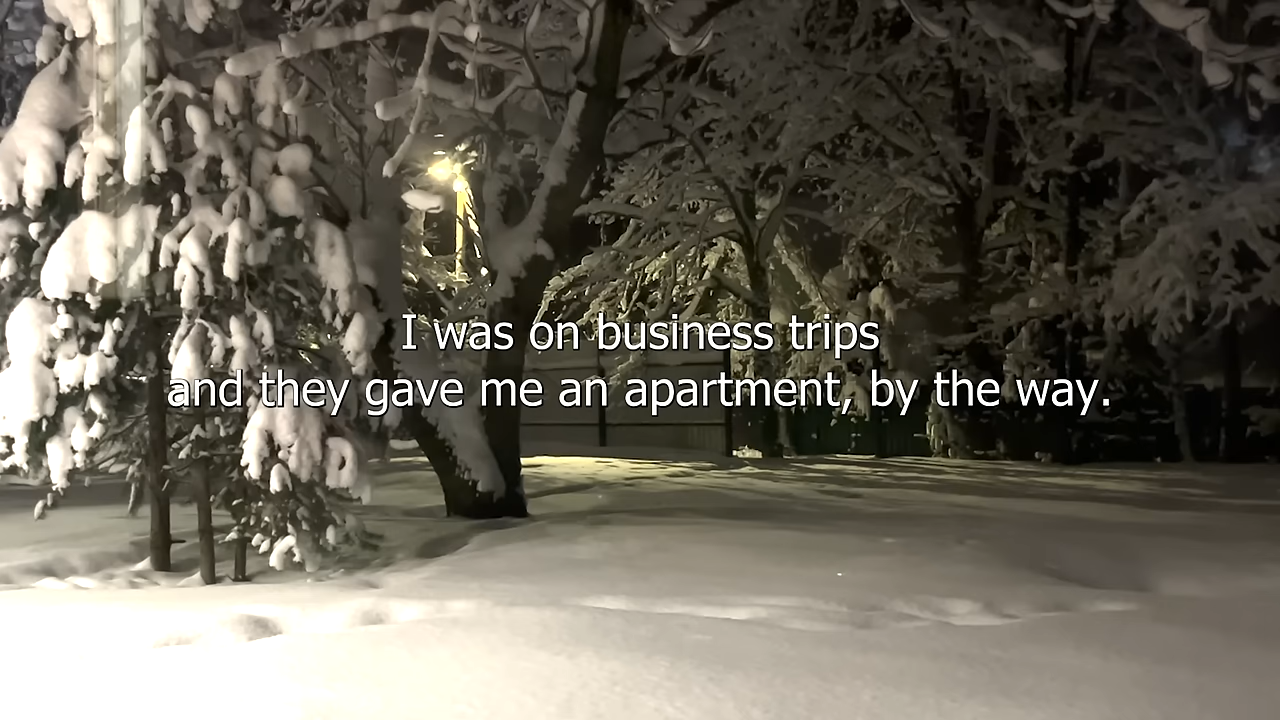 I was on business trips
and they gave me an apartment, by the way.